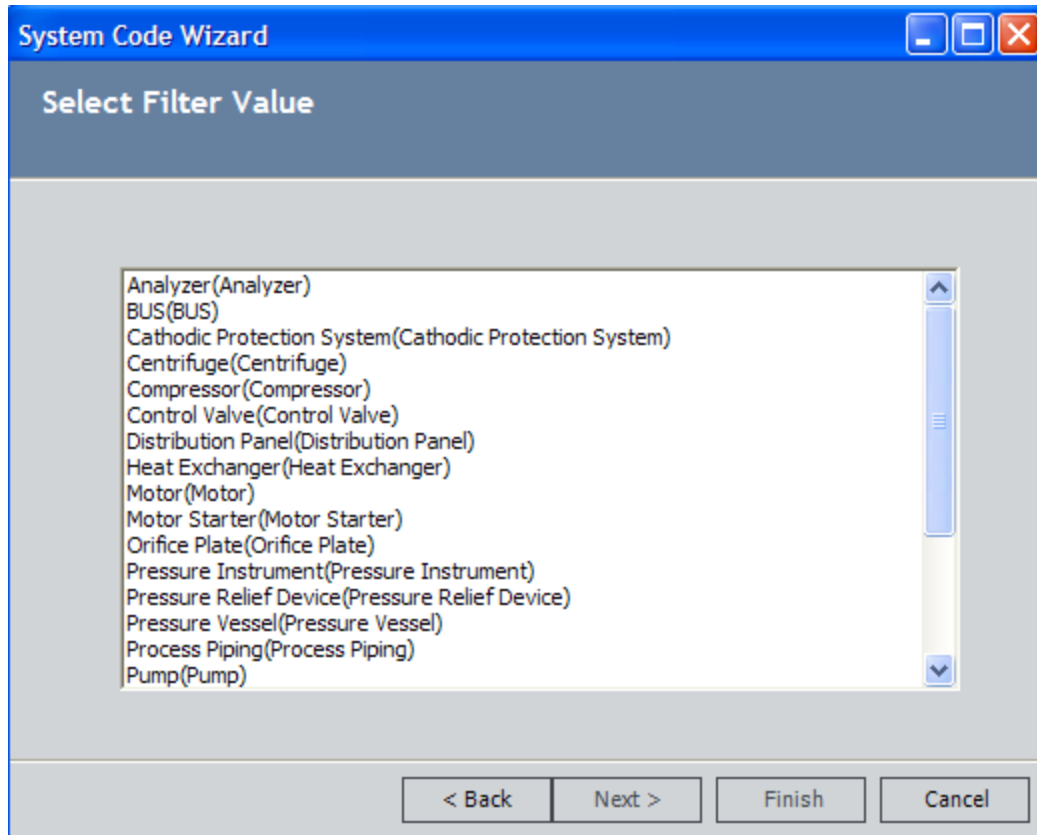 System Code Wizard
Select Filter Value
Analyzer(Analyzer)
BUS(BUS)
Cathodic Protection System(Cathodic Protection System)
Centrifuge(Centrifuge)
Compressor(Compressor)
Control Valve(Control Valve)
Distribution Panel(Distribution Panel)
Heat Exchanger(Heat Exchanger)
Motor(Motor)
Motor Starter(Motor Starter)
Orifice Plate(Orifice Plate)
Pressure Instrument(Pressure Instrument)
Pressure Relief Device(Pressure Relief Device)
Pressure Vessel(Pressure Vessel)
Process Piping(Process Piping)
Pump(Pump)
< Back Next > Finish Cancel